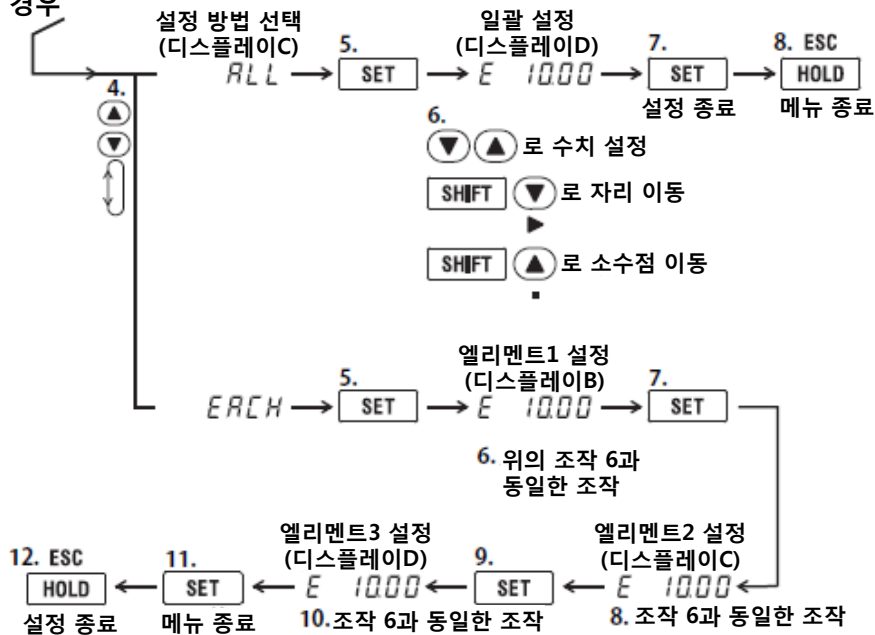 경우
설정 방법 선택
(디스플레이C)
5.
일괄 설정
(디스플레이D)
7.
8. ESC
4.
ALL
SET
E 10.00
SET
HOLD
설정 종료
메뉴 종료
6.
로 수치 설정
SHIFT
로 자리 이동
SHIFT
로 소수점 이동
엘리멘트1 설정
(디스플레이B)
5.
7.
EACH
SET
E 10.00
SET
6. 위의 조작 6과
동일한 조작
엘리멘트3 설정
(디스플레이D)
엘리멘트2 설정
(디스플레이C)
12. ESC
11.
9.
HOLD
SET
E 10.00
SET
E 10.00
설정 종료
메뉴 종료
10. 조작 6과 동일한 조작
8. 조작 6과 동일한 조작